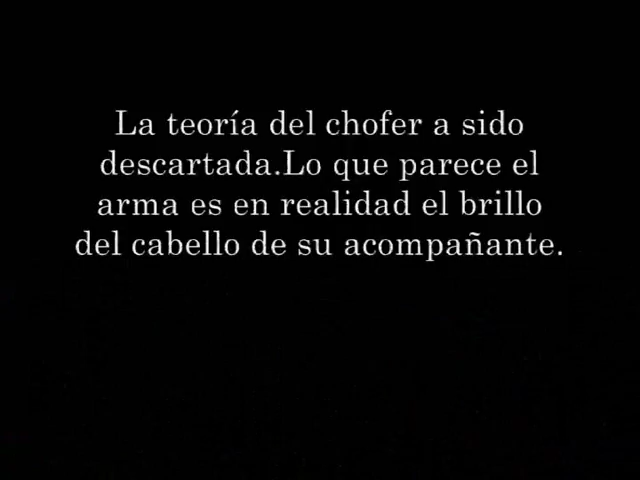 La teoría del chofer a sido
descartada.Lo que parece el
arma es en realidad el brillo
del cabello de su acompañante.